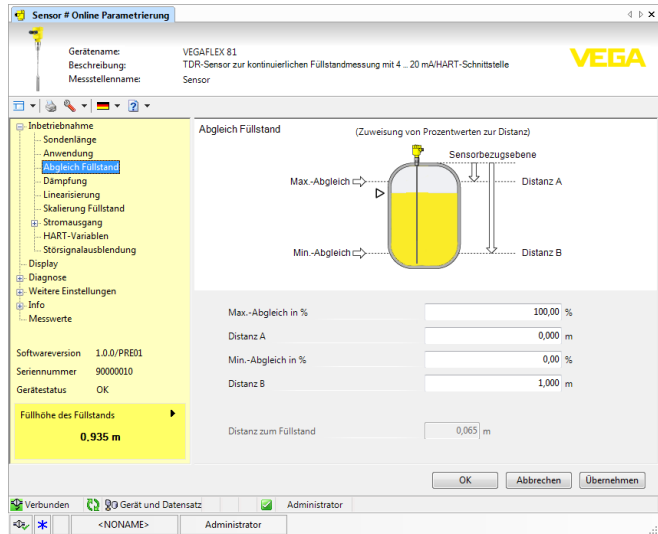 Sensor # Online Parametrierung
Gerätename: VEGAFLEX 81
Beschreibung: TDR-Sensor zur kontinuierlichen Füllstandmessung mit 4 .. 20 mA/HART-Schnittstelle
Messstellenname: Sensor
VEGA
Inbetriebnahme
Sondenlänge
Anwendung
Abgleich Füllstand
Dämpfung
Linearisierung
Skalierung Füllstand
Stromausgang
HART-Variablen
Störsignalausblendung
Display
Diagnose
Weitere Einstellungen
Info
Messwerte
Softwareversion 1.0.0/PRE01
Seriennummer 90000010
Gerätestatus OK
Füllhöhe des Füllstands
0,935 m
Abgleich Füllstand
(Zuweisung von Prozentwerten zur Distanz)
Sensorbezugsebene
Max.-Abgleich
Distanz A
Min.-Abgleich
Distanz B
Max.-Abgleich in % 100,00 %
Distanz A 0,000 m
Min.-Abgleich in % 0,00 %
Distanz B 1,000 m
Distanz zum Füllstand 0,065 m
OK Abbrechen Übernehmen
Verbunden Gerät und Datensatz Administrator
<NONAME> Administrator